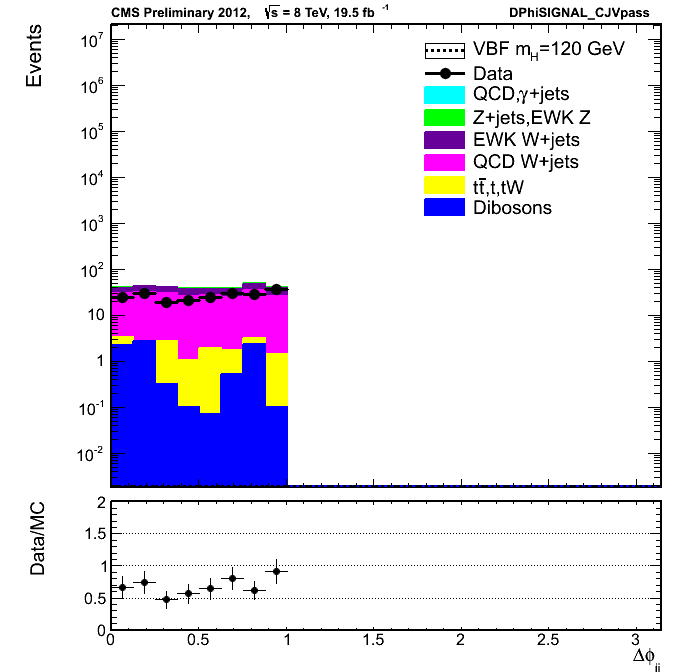 CMS Preliminary 2012, √s = 8 TeV, 19.5 fb⁻¹ DPhiSIGNAL_CJVpass
Events
10⁷
10⁶
10⁵
10⁴
10³
10²
10
1
10⁻¹
10⁻²
VBF m_H=120 GeV
Data
QCD,γ+jets
Z+jets,EWK Z
EWK W+jets
QCD W+jets
tt̄,t,tW
Dibosons
Data/MC
2
1.5
1
0.5
0
0 0.5 1 1.5 2 2.5 3
Δϕ_jj